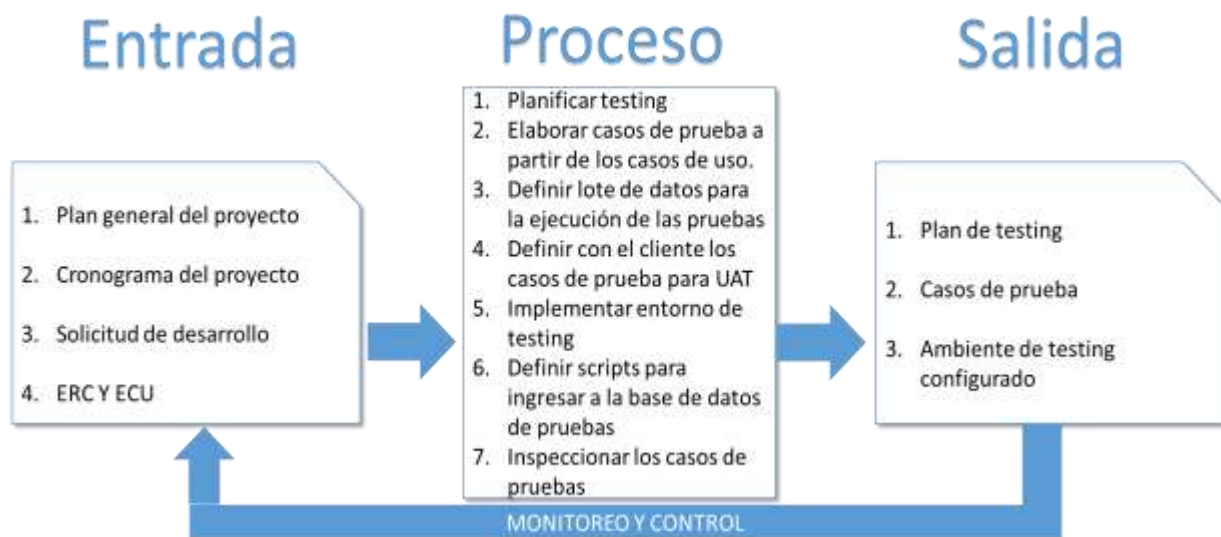 Entrada
Proceso
Salida
1. Plan general del proyecto
2. Cronograma del proyecto
3. Solicitud de desarrollo
4. ERC Y ECU
1. Planificar testing
2. Elaborar casos de prueba a
partir de los casos de uso.
3. Definir lote de datos para
la ejecución de las pruebas
4. Definir con el cliente los
casos de prueba para UAT
5. Implementar entorno de
testing
6. Definir scripts para
ingresar a la base de datos
de pruebas
7. Inspeccionar los casos de
pruebas
1. Plan de testing
2. Casos de prueba
3. Ambiente de testing
configurado
MONITOREO Y CONTROL